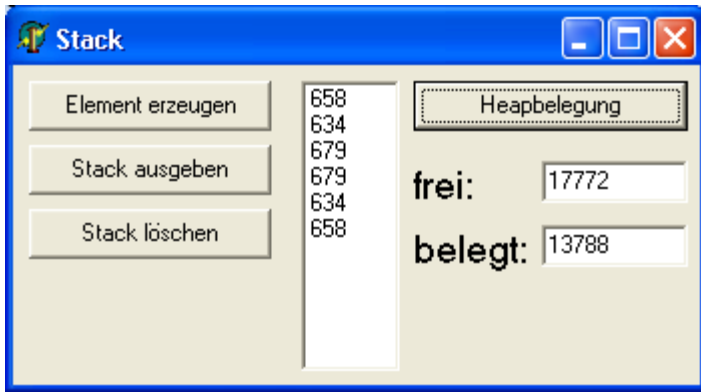 Stack
Element erzeugen
Stack ausgeben
Stack löschen
658
634
679
679
634
658
Heapbelegung
frei: 17772
belegt: 13788